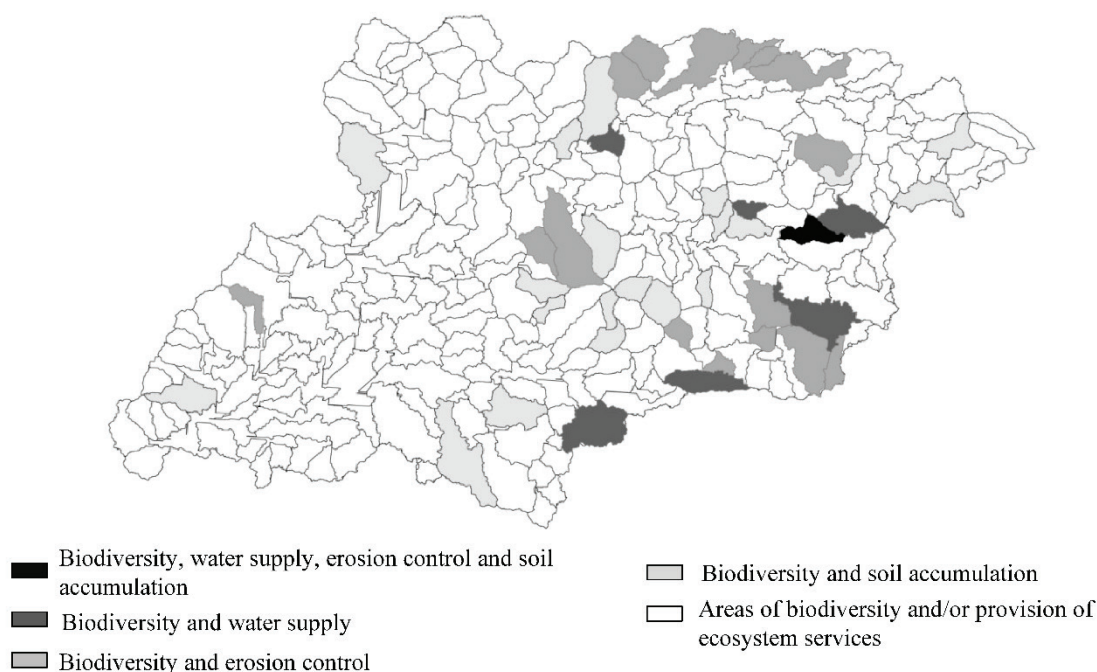 Biodiversity, water supply, erosion control and soil
accumulation
Biodiversity and water supply
Biodiversity and erosion control
Biodiversity and soil accumulation
Areas of biodiversity and/or provision of
ecosystem services